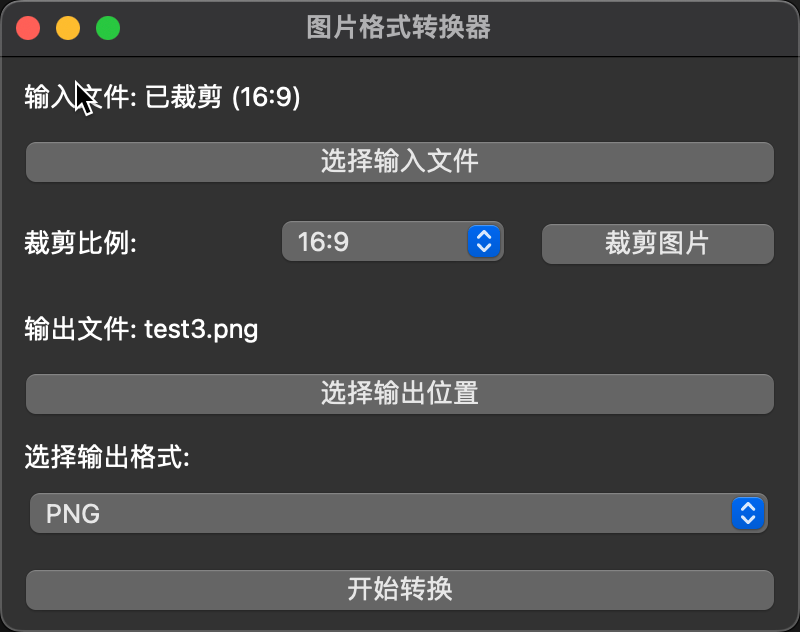 图片格式转换器
输入文件: 已裁剪 (16:9)
选择输入文件
裁剪比例: 16:9 裁剪图片
输出文件: test3.png
选择输出位置
选择输出格式:
PNG
开始转换